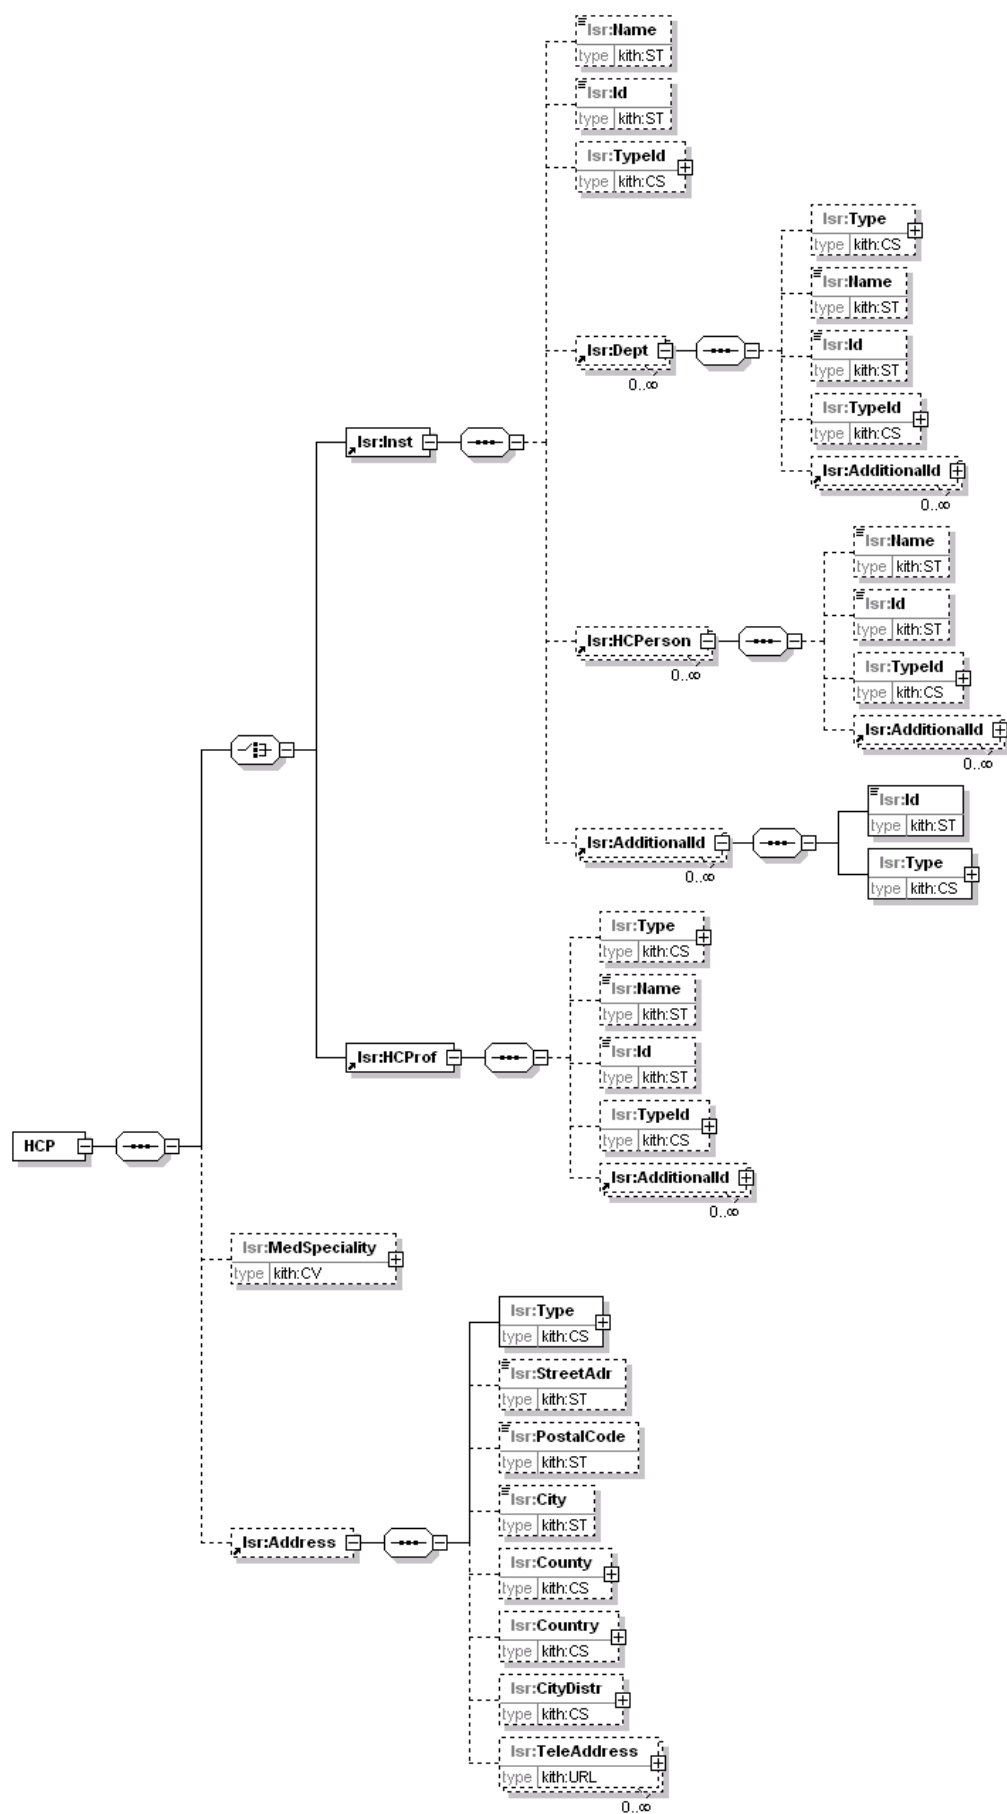 lsr:Name
type kith:ST
lsr:Id
type kith:ST
lsr:TypeId
type kith:CS
lsr:Type
type kith:CS
lsr:Name
type kith:ST
lsr:Dept
0..∞
lsr:Id
type kith:ST
lsr:TypeId
type kith:CS
lsr:Inst
lsr:AdditionalId
0..∞
lsr:Name
type kith:ST
lsr:Id
type kith:ST
lsr:HCPerson
0..∞
lsr:TypeId
type kith:CS
lsr:AdditionalId
0..∞
lsr:Id
type kith:ST
lsr:AdditionalId
0..∞
lsr:Type
type kith:CS
lsr:Type
type kith:CS
lsr:Name
type kith:ST
lsr:HCProf
lsr:Id
type kith:ST
lsr:TypeId
type kith:CS
HCP
lsr:AdditionalId
0..∞
lsr:MedSpeciality
type kith:CV
lsr:Type
type kith:CS
lsr:StreetAdr
type kith:ST
lsr:PostalCode
type kith:ST
lsr:City
type kith:ST
lsr:Address
lsr:County
type kith:CS
lsr:Country
type kith:CS
lsr:CityDistr
type kith:CS
lsr:TeleAddress
type kith:URL
0..∞